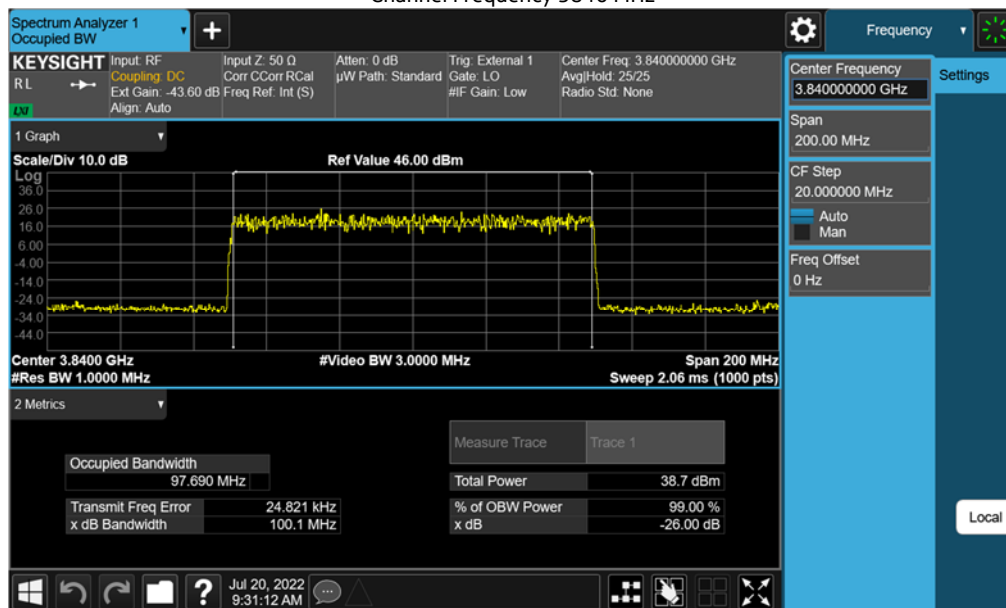 Channel Frequency 3840 MHz
Spectrum Analyzer 1
Occupied BW
Frequency
KEYSIGHT
R L
LXI
Input: RF
Coupling: DC
Ext Gain: -43.60 dB
Align: Auto
Input Z: 50 Ω
Corr CCorr RCal
Freq Ref: Int (S)
Atten: 0 dB
µW Path: Standard
Trig: External 1
Gate: LO
#IF Gain: Low
Center Freq: 3.840000000 GHz
Avg|Hold: 25/25
Radio Std: None
1 Graph
Scale/Div 10.0 dB
Ref Value 46.00 dBm
Log
36.0
26.0
16.0
6.00
-4.00
-14.0
-24.0
-34.0
-44.0
Center 3.8400 GHz
#Video BW 3.0000 MHz
Span 200 MHz
#Res BW 1.0000 MHz
Sweep 2.06 ms (1000 pts)
2 Metrics
Measure Trace
Trace 1
Occupied Bandwidth
97.690 MHz
Total Power
38.7 dBm
Transmit Freq Error
24.821 kHz
% of OBW Power
99.00 %
x dB Bandwidth
100.1 MHz
x dB
-26.00 dB
Jul 20, 2022
9:31:12 AM
Center Frequency
3.840000000 GHz
Settings
Span
200.00 MHz
CF Step
20.000000 MHz
Auto
Man
Freq Offset
0 Hz
Local